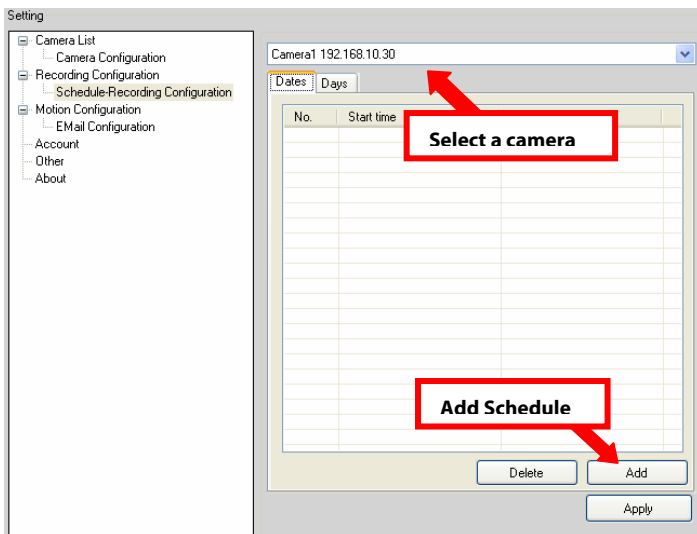 Setting
Camera List
Camera Configuration
Recording Configuration
Schedule-Recording Configuration
Motion Configuration
EMail Configuration
Account
Other
About
Camera1 192.168.10.30
Dates Days
No. Start time
Select a camera
Add Schedule
Delete Add
Apply